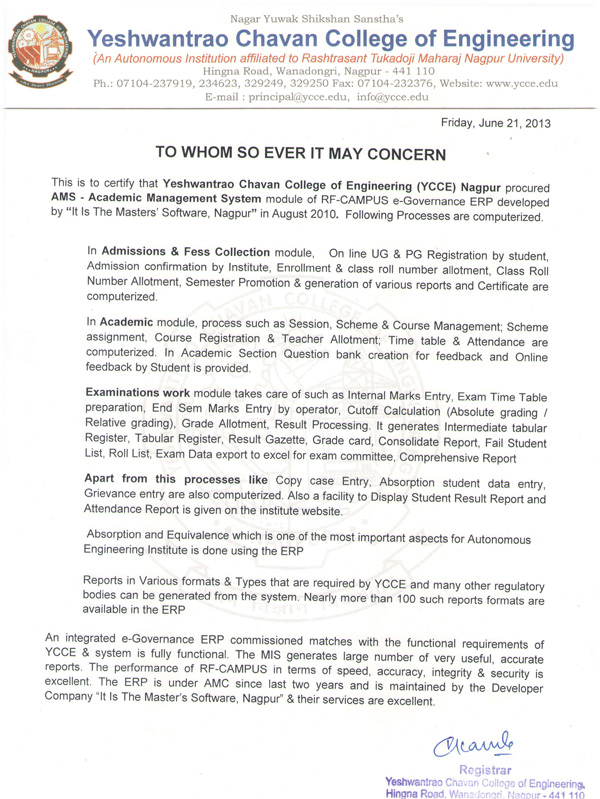 Nagar Yuwak Shikshan Sanstha's
Yeshwantrao Chavan College of Engineering
(An Autonomous Institution affiliated to Rashtrasant Tukadoji Maharaj Nagpur University)
Hingna Road, Wanadongri, Nagpur - 441 110
Ph.: 07104-237919, 234623, 329249, 329250 Fax: 07104-232376, Website: www.ycce.edu
E-mail : principal@ycce.edu, info@ycce.edu
Friday, June 21, 2013
TO WHOM SO EVER IT MAY CONCERN
This is to certify that Yeshwantrao Chavan College of Engineering (YCCE) Nagpur procured
AMS - Academic Management System module of RF-CAMPUS e-Governance ERP developed
by "It Is The Masters' Software, Nagpur" in August 2010. Following Processes are computerized.
In Admissions & Fess Collection module, On line UG & PG Registration by student,
Admission confirmation by Institute, Enrollment & class roll number allotment, Class Roll
Number Allotment, Semester Promotion & generation of various reports and Certificate are
computerized.
In Academic module, process such as Session, Scheme & Course Management; Scheme
assignment, Course Registration & Teacher Allotment; Time table & Attendance are
computerized. In Academic Section Question bank creation for feedback and Online
feedback by Student is provided.
Examinations work module takes care of such as Internal Marks Entry, Exam Time Table
preparation, End Sem Marks Entry by operator, Cutoff Calculation (Absolute grading /
Relative grading), Grade Allotment, Result Processing. It generates Intermediate tabular
Register, Tabular Register, Result Gazette, Grade card, Consolidate Report, Fail Student
List, Roll List, Exam Data export to excel for exam committee, Comprehensive Report
Apart from this processes like Copy case Entry, Absorption student data entry,
Grievance entry are also computerized. Also a facility to Display Student Result Report and
Attendance Report is given on the institute website.
Absorption and Equivalence which is one of the most important aspects for Autonomous
Engineering Institute is done using the ERP
Reports in Various formats & Types that are required by YCCE and many other regulatory
bodies can be generated from the system. Nearly more than 100 such reports formats are
available in the ERP
An integrated e-Governance ERP commissioned matches with the functional requirements of
YCCE & system is fully functional. The MIS generates large number of very useful, accurate
reports. The performance of RF-CAMPUS in terms of speed, accuracy, integrity & security is
excellent. The ERP is under AMC since last two years and is maintained by the Developer
Company "It Is The Master's Software, Nagpur" & their services are excellent.
Registrar
Yeshwantrao Chavan College of Engineering,
Hingna Road, Wanadongri, Nagpur - 441 110